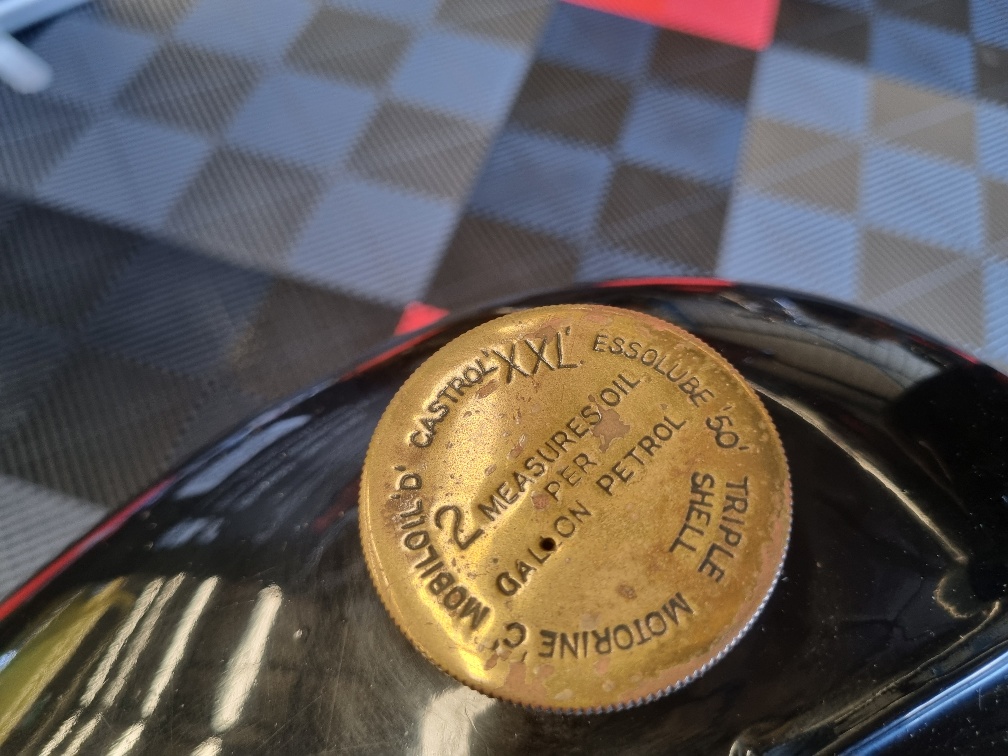 CASTROL 'XXL'
ESSOLUBE '50'
TRIPLE
SHELL
MOTORINE 'C'
MOBILOIL 'D'
2 MEASURES OIL
PER
GALLON PETROL